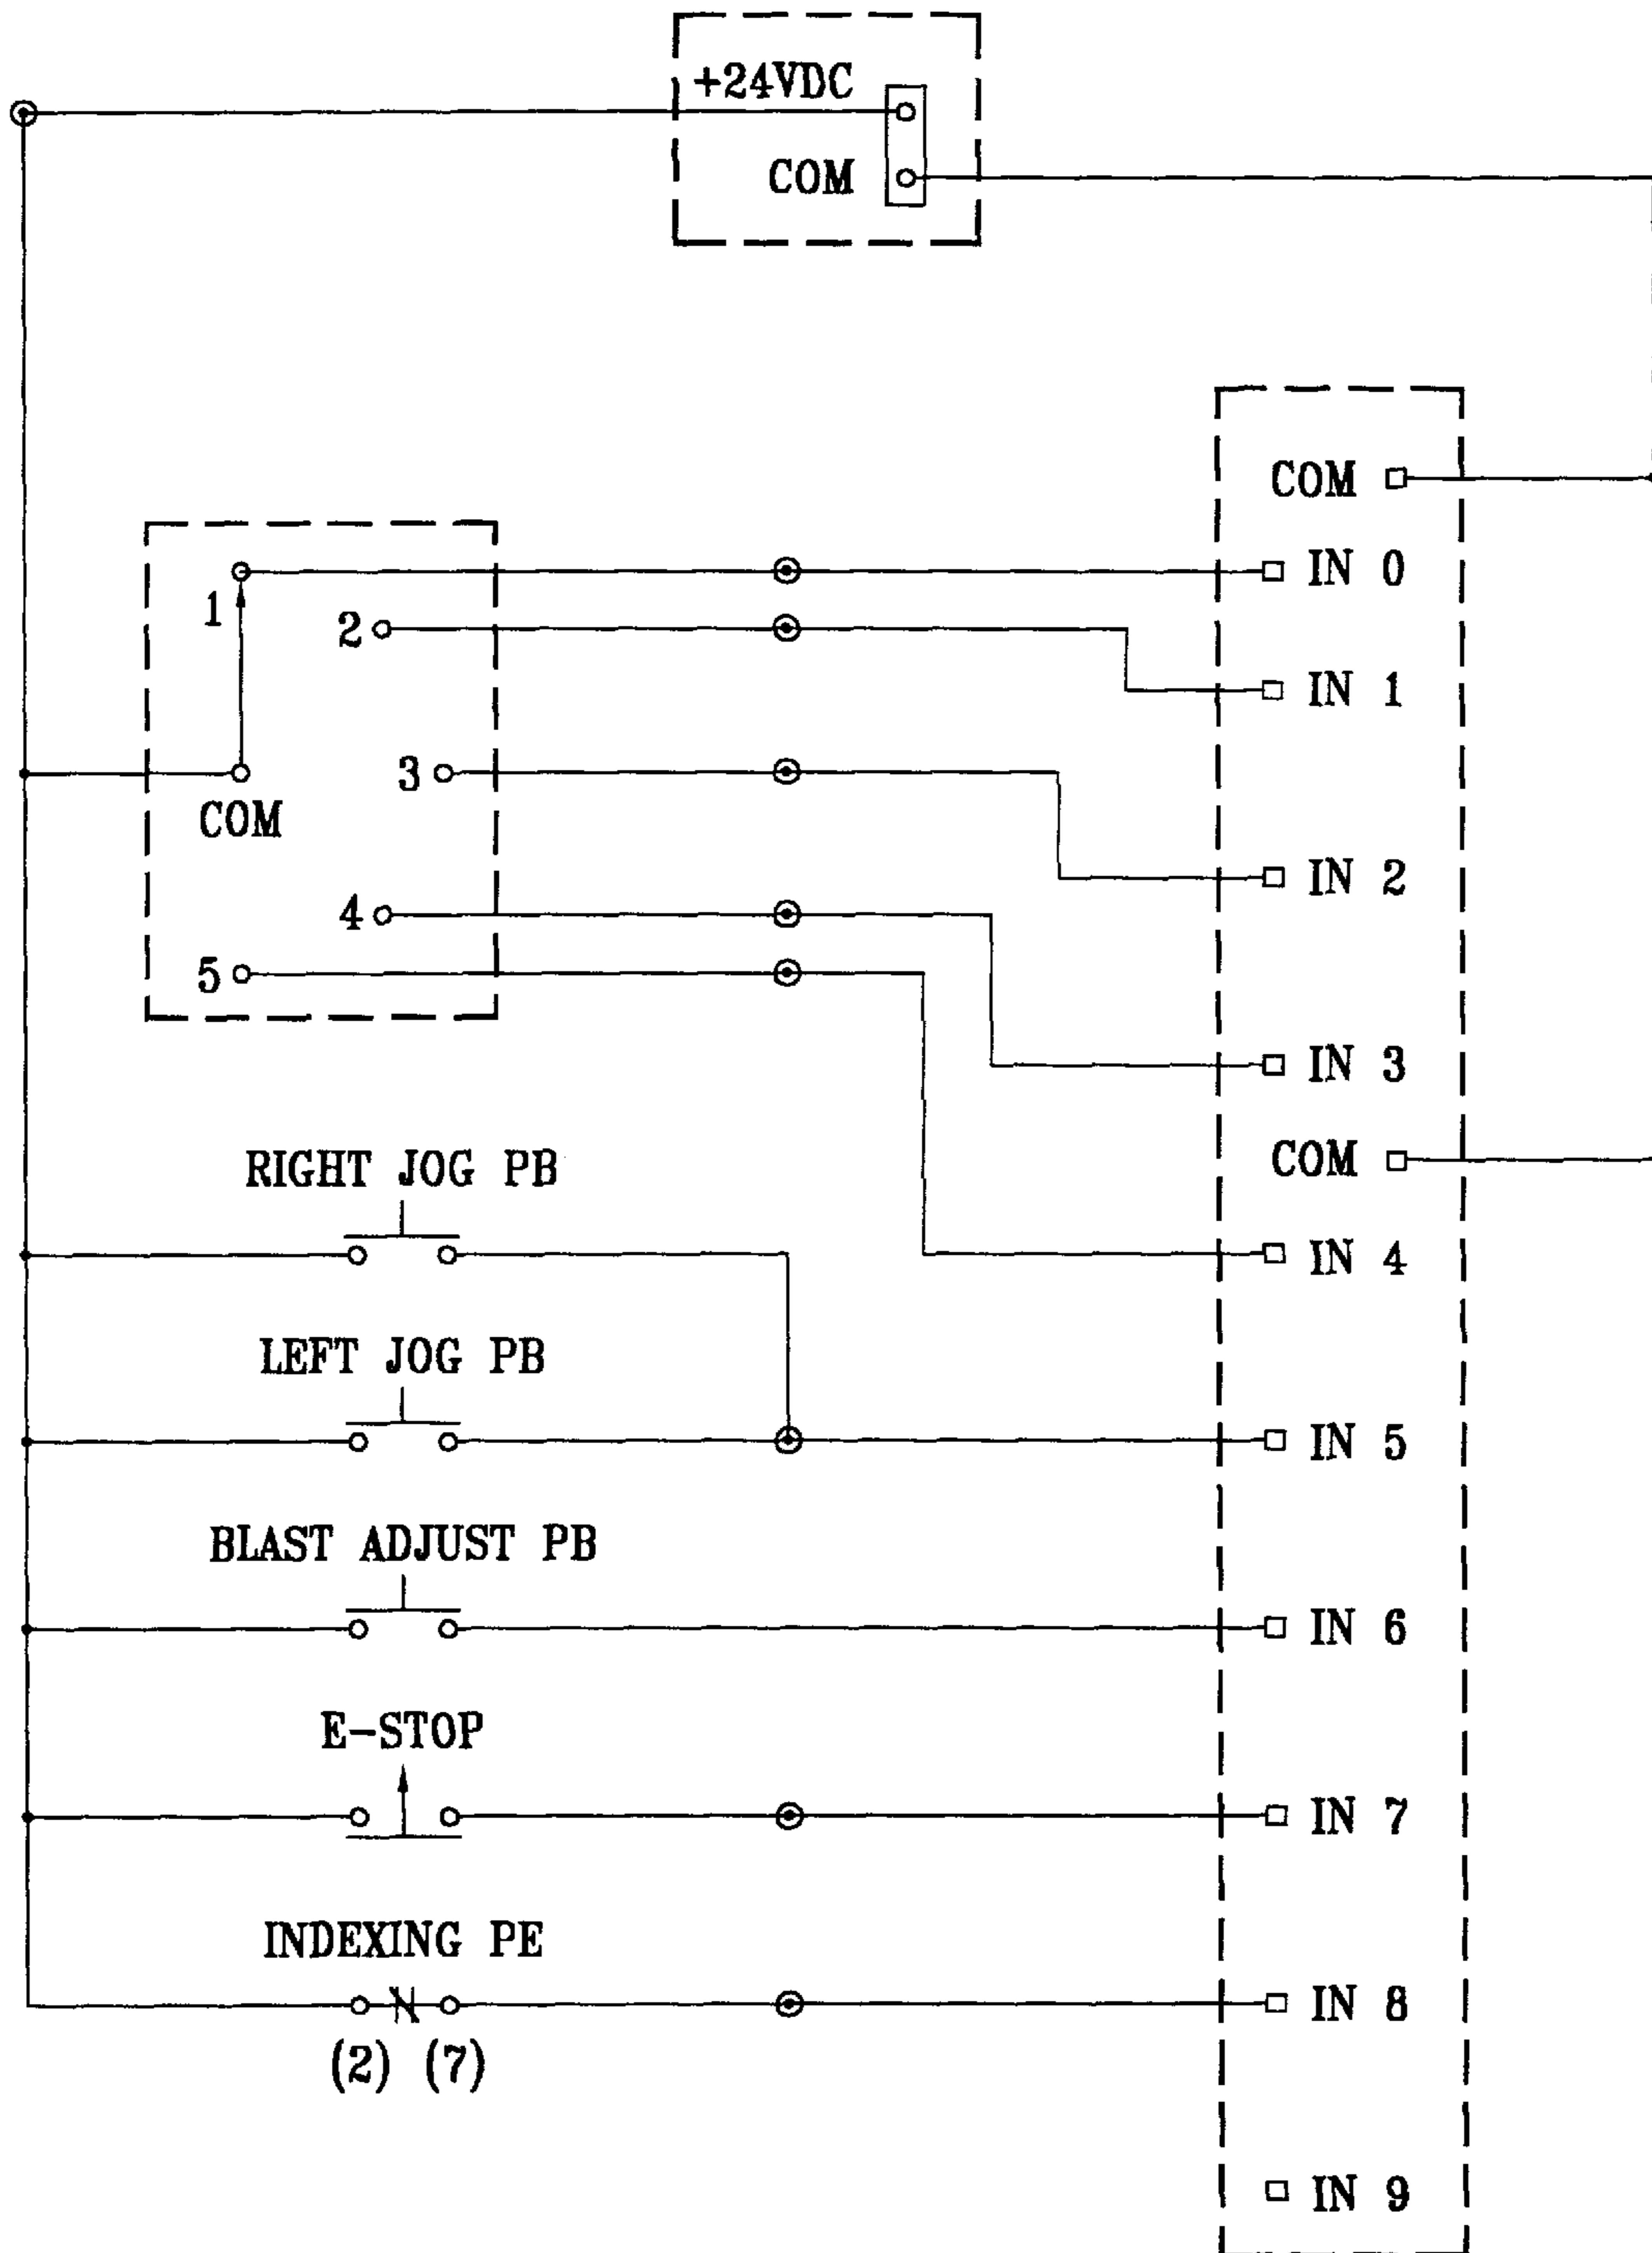 +24VDC
COM
COM
IN 0
1
2
IN 1
3
COM
IN 2
4
5
IN 3
COM
RIGHT JOG PB
IN 4
LEFT JOG PB
IN 5
BLAST ADJUST PB
IN 6
E-STOP
IN 7
INDEXING PE
IN 8
(2) (7)
IN 9